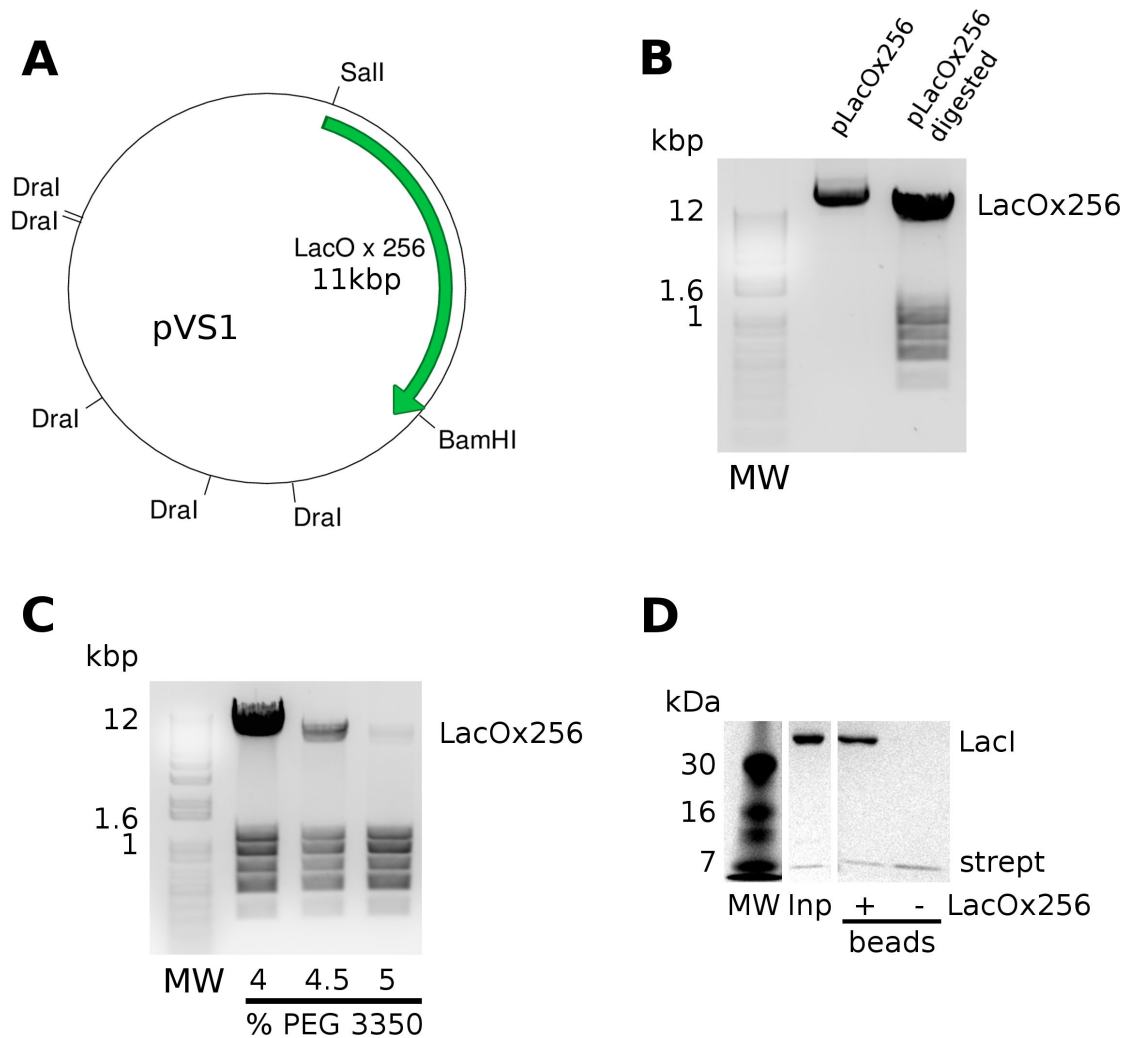 A
SalI
DraI
DraI
LacO x 256
11kbp
pVS1
DraI
BamHI
DraI
DraI
B
pLacOx256
pLacOx256
digested
kbp
12
LacOx256
1.6
1
MW
C
kbp
12
LacOx256
1.6
1
MW 4 4.5 5
% PEG 3350
D
kDa
LacI
30
16
7
strept
MW Inp + - LacOx256
beads